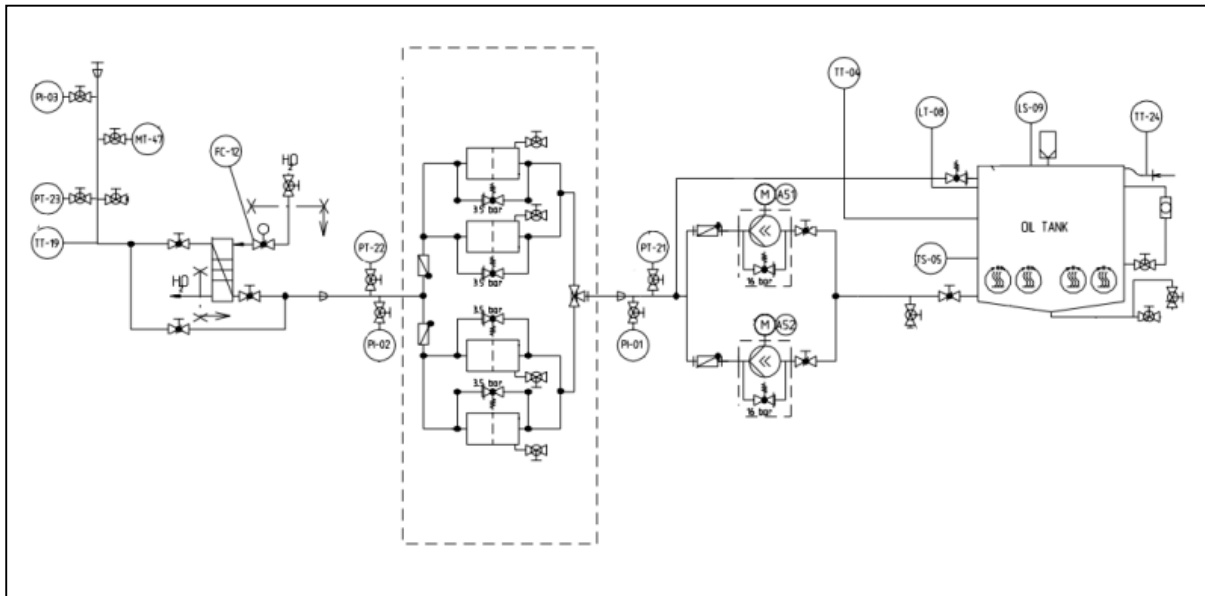 PI-03
MT-47
FC-12
H2O
PT-23
TT-19
H2O
PT-22
PI-02
3.5 bar
3.5 bar
3.5 bar
3.5 bar
PT-21
PI-01
M
A51
16 bar
M
A52
16 bar
TT-04
LT-08
LS-09
TT-24
TS-05
OIL TANK